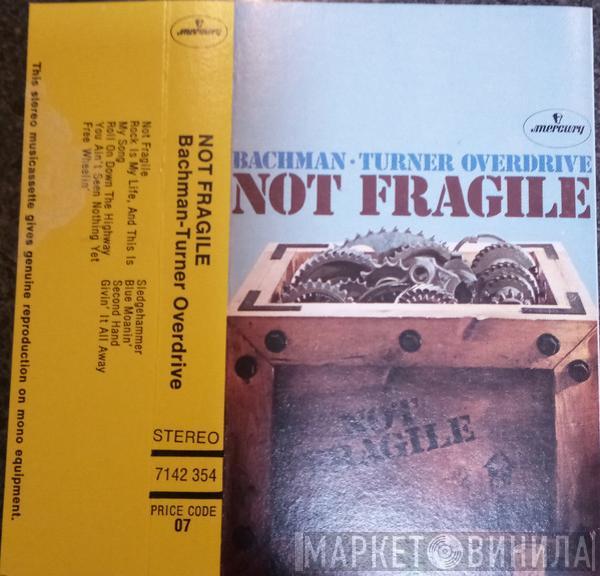 mercury
NOT FRAGILE
Bachman-Turner Overdrive
Not Fragile
Rock Is My Life, And This Is
My Song
Roll On Down The Highway
You Ain't Seen Nothing Yet
Free Wheelin'
Sledgehammer
Blue Moanin'
Second Hand
Givin' It All Away
STEREO
7142 354
PRICE CODE
07
This stereo musicassette gives genuine reproduction on mono equipment.
mercury
BACHMAN · TURNER OVERDRIVE
NOT FRAGILE
NOT
FRAGILE
МАРКЕТ ВИНИЛА